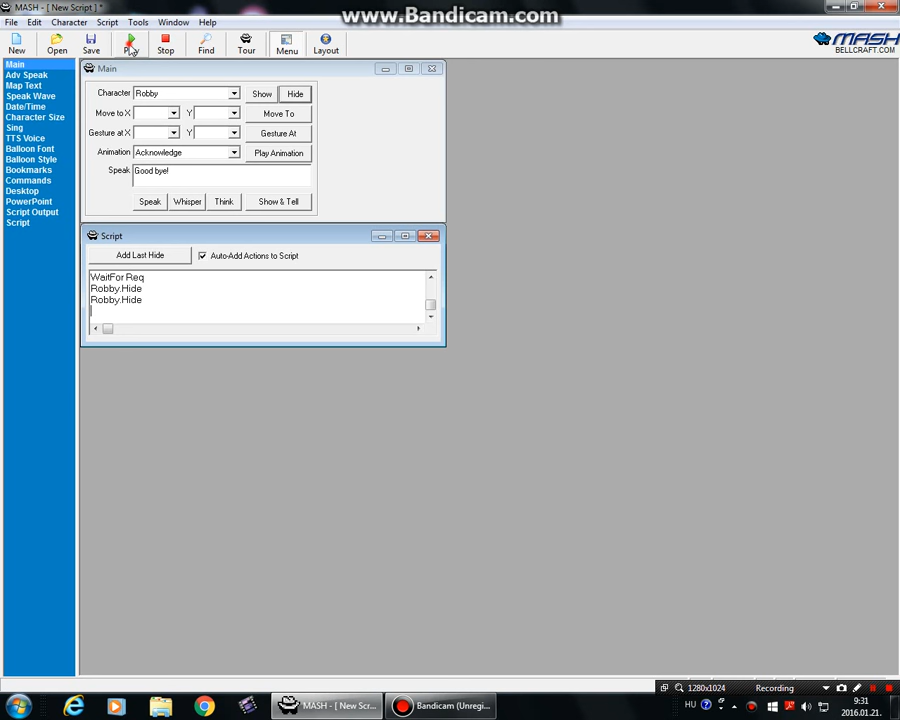 MASH - [ New Script ] *
www.Bandicam.com
File Edit Character Script Tools Window Help
New Open Save Play Stop Find Tour Menu Layout
MASH
BELLCRAFT.COM
Main
Adv Speak
Map Text
Speak Wave
Date/Time
Character Size
Sing
TTS Voice
Balloon Font
Balloon Style
Bookmarks
Commands
Desktop
PowerPoint
Script Output
Script
Main
Character Robby Show Hide
Move to X Y Move To
Gesture at X Y Gesture At
Animation Acknowledge Play Animation
Speak Good bye!
Speak Whisper Think Show & Tell
Script
Add Last Hide Auto-Add Actions to Script
WaitFor Req
Robby.Hide
Robby.Hide
1280x1024 Recording
MASH - [ New Scr... Bandicam (Unregi... HU 9:31
2016.01.21.